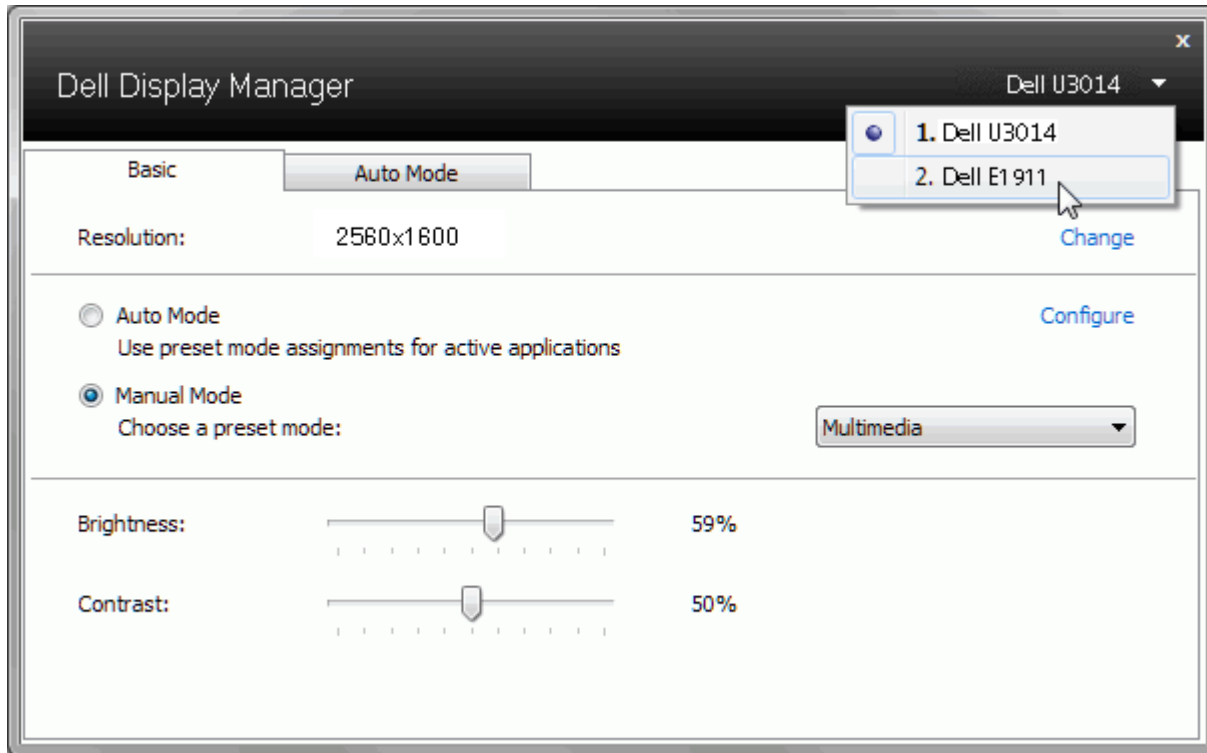 x
Dell Display Manager
Dell U3014
1. Dell U3014
2. Dell E1911
Basic
Auto Mode
Resolution:
2560x1600
Change
Auto Mode
Configure
Use preset mode assignments for active applications
Manual Mode
Choose a preset mode:
Multimedia
Brightness:
59%
Contrast:
50%